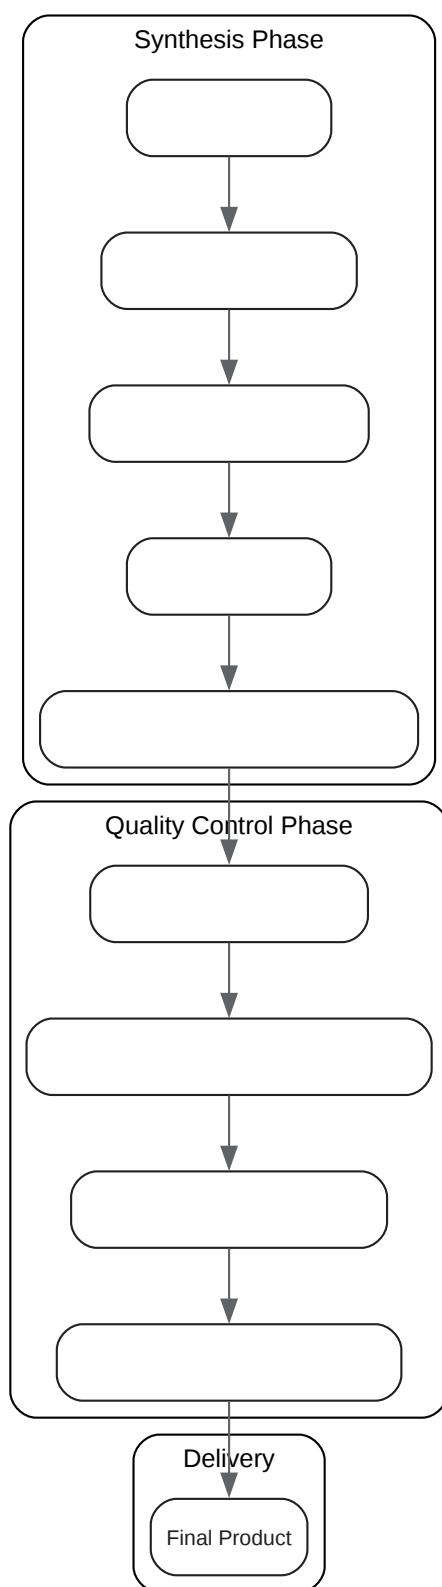 Synthesis Phase
Quality Control Phase
Delivery
Final Product